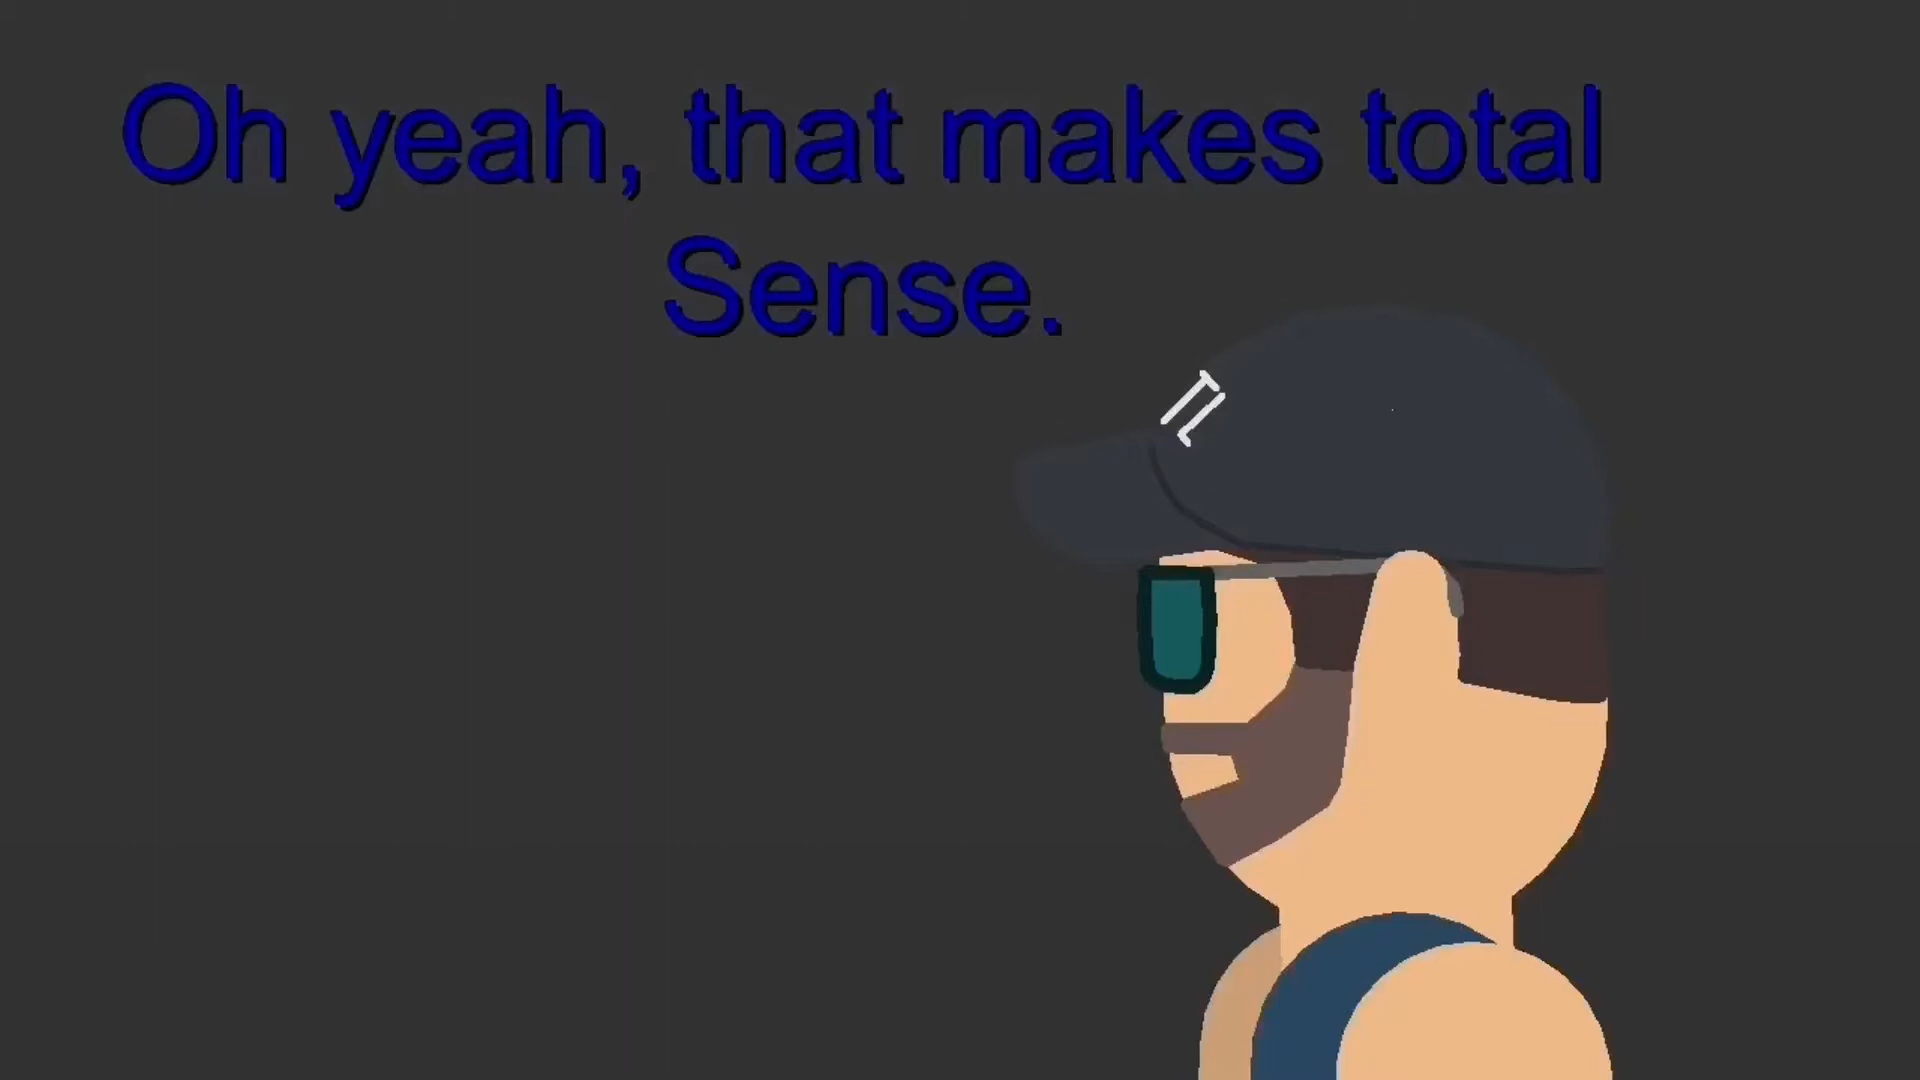 Oh yeah, that makes total
Sense.